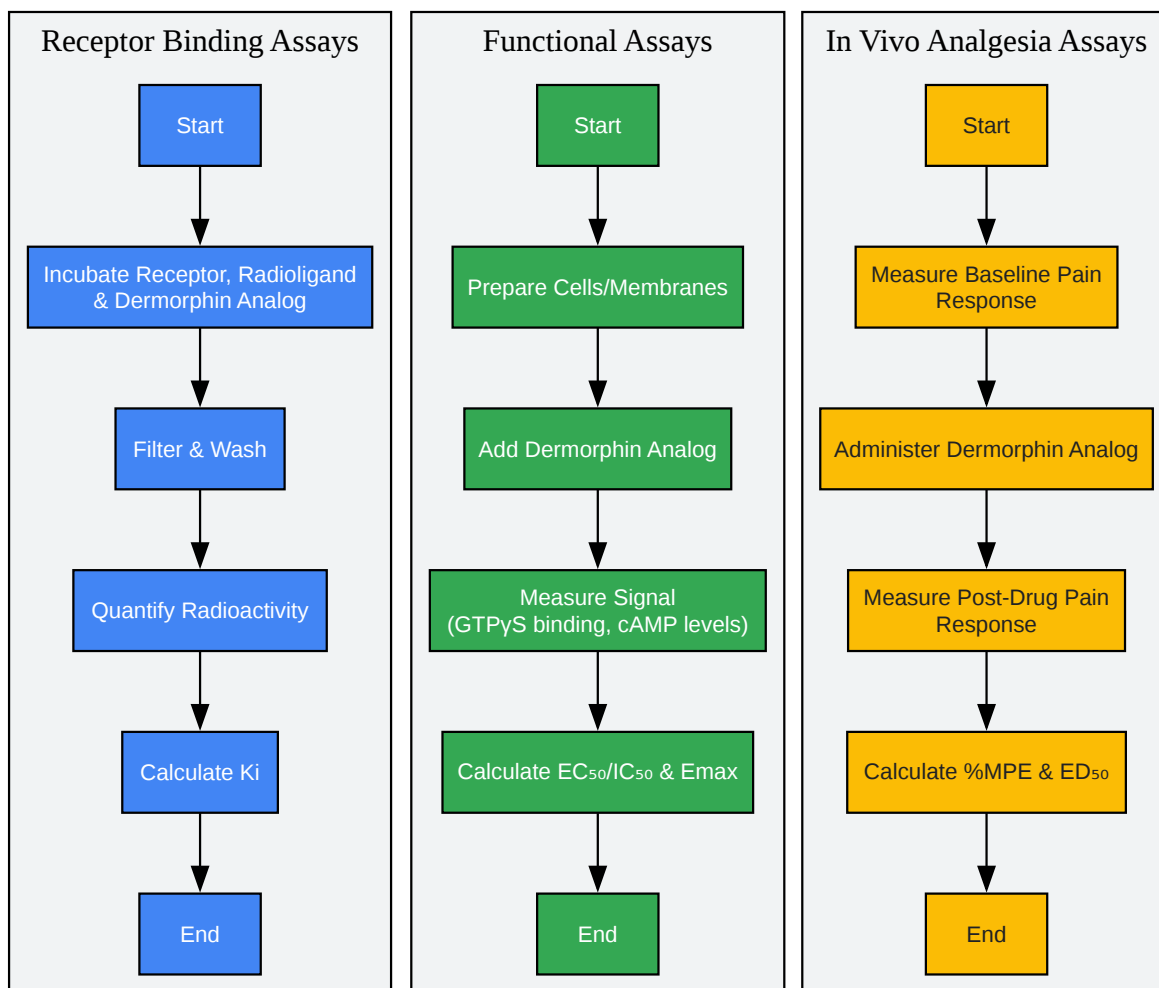 Receptor Binding Assays
Start
Incubate Receptor, Radioligand
& Dermorphin Analog
Filter & Wash
Quantify Radioactivity
Calculate Ki
End
Functional Assays
Start
Prepare Cells/Membranes
Add Dermorphin Analog
Measure Signal
(GTPγS binding, cAMP levels)
Calculate EC₅₀/IC₅₀ & Emax
End
In Vivo Analgesia Assays
Start
Measure Baseline Pain
Response
Administer Dermorphin Analog
Measure Post-Drug Pain
Response
Calculate %MPE & ED₅₀
End